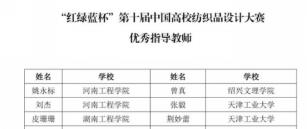 “红绿蓝杯”第十届中国高校纺织品设计大赛
优秀指导教师
姓名 学校 姓名 学校
姚永标 河南工程学院 曾真 绍兴文理学院
刘杰 河南工程学院 张毅 天津工业大学
皮珊珊 湖南工程学院 荆妙蕾 天津工业大学